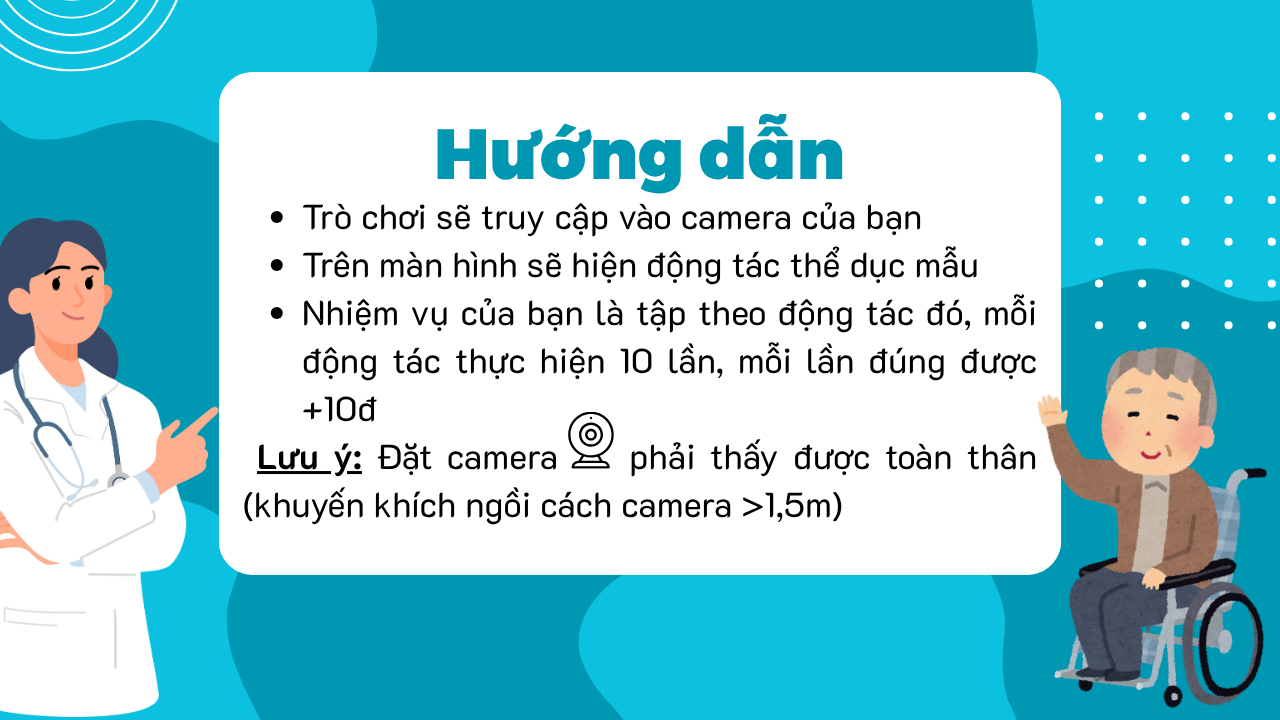 Hướng dẫn
• Trò chơi sẽ truy cập vào camera của bạn
• Trên màn hình sẽ hiện động tác thể dục mẫu
• Nhiệm vụ của bạn là tập theo động tác đó, mỗi
động tác thực hiện 10 lần, mỗi lần đúng được
+10đ
Lưu ý: Đặt camera phải thấy được toàn thân
(khuyến khích ngồi cách camera >1,5m)